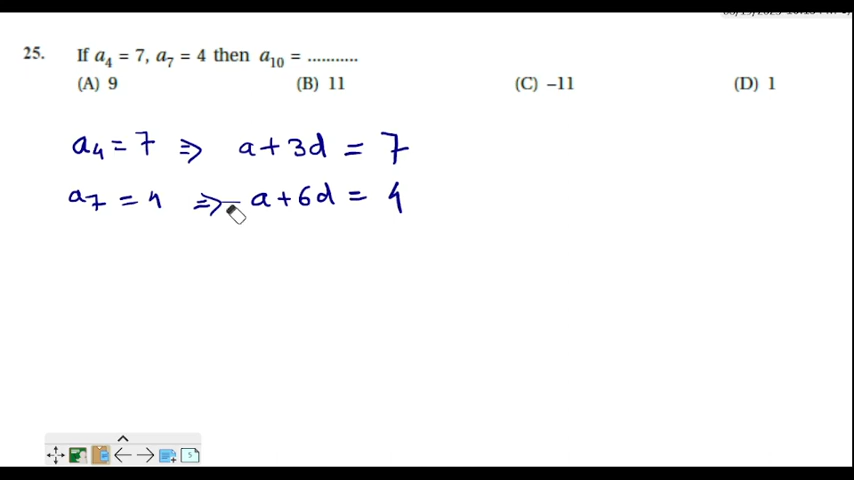 25. If a₄ = 7, a₇ = 4 then a₁₀ = ...........
(A) 9 (B) 11 (C) –11 (D) 1
a₄ = 7 ⇒ a + 3d = 7
a₇ = 4 ⇒ a + 6d = 4
5